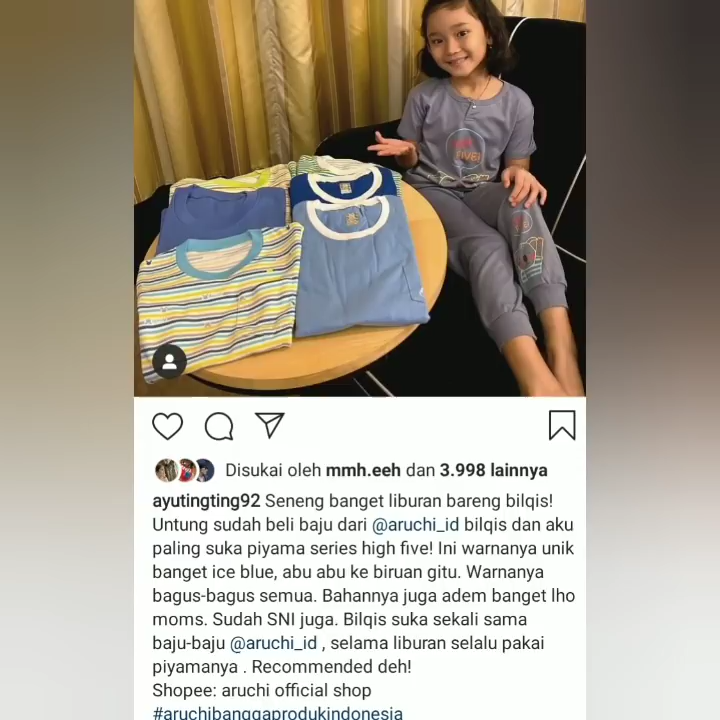 FIVE!
Disukai oleh mmh.eeh dan 3.998 lainnya
ayutingting92 Seneng banget liburan bareng bilqis!
Untung sudah beli baju dari @aruchi_id bilqis dan aku
paling suka piyama series high five! Ini warnanya unik
banget ice blue, abu abu ke biruan gitu. Warnanya
bagus-bagus semua. Bahannya juga adem banget lho
moms. Sudah SNI juga. Bilqis suka sekali sama
baju-baju @aruchi_id , selama liburan selalu pakai
piyamanya . Recommended deh!
Shopee: aruchi official shop
#aruchibanggaprodukindonesia